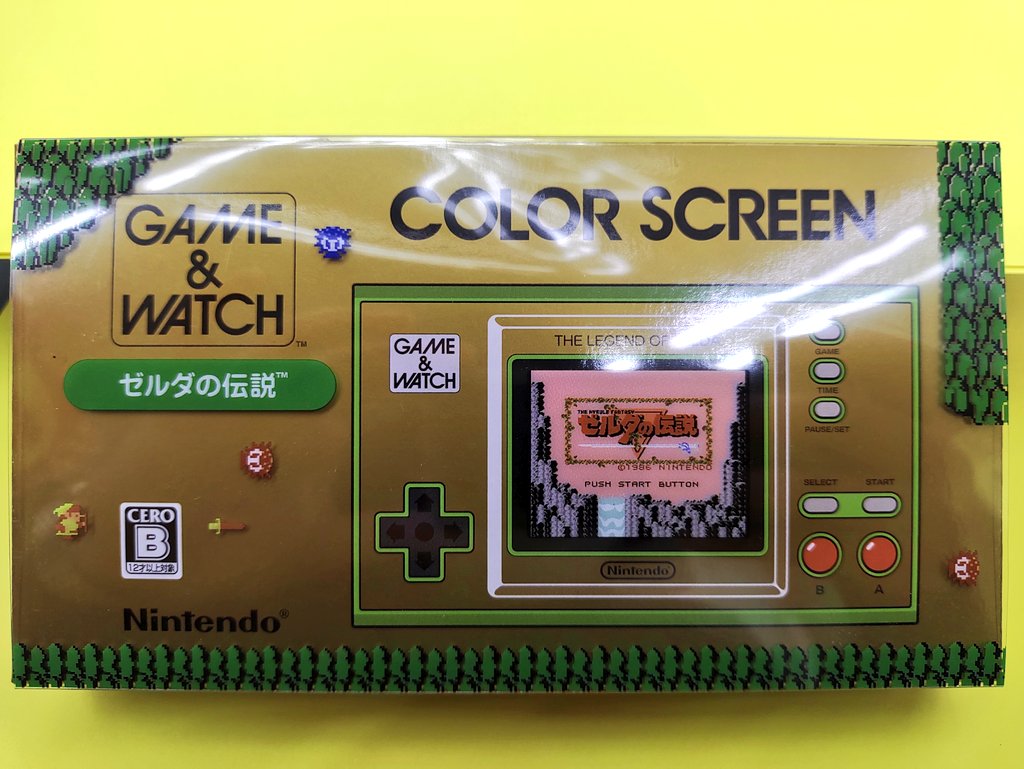 GAME
&
WATCH
TM
COLOR SCREEN
ゼルダの伝説™
CERO
B
12才以上対象
Nintendo®
GAME
&
WATCH
THE LEGEND OF
THE HYRULE FANTASY
ゼルダの伝説
©1986 NINTENDO
PUSH START BUTTON
Nintendo
GAME
TIME
PAUSE/SET
SELECT START
B A